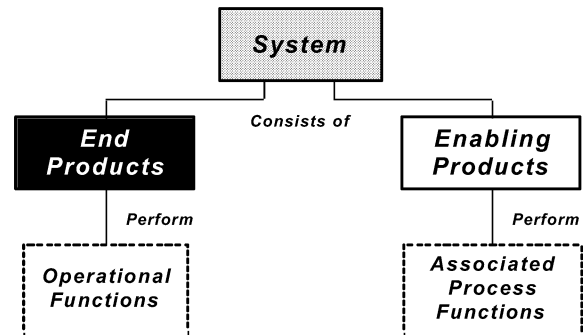 System
Consists of
End
Products
Enabling
Products
Perform
Perform
Operational
Functions
Associated
Process
Functions